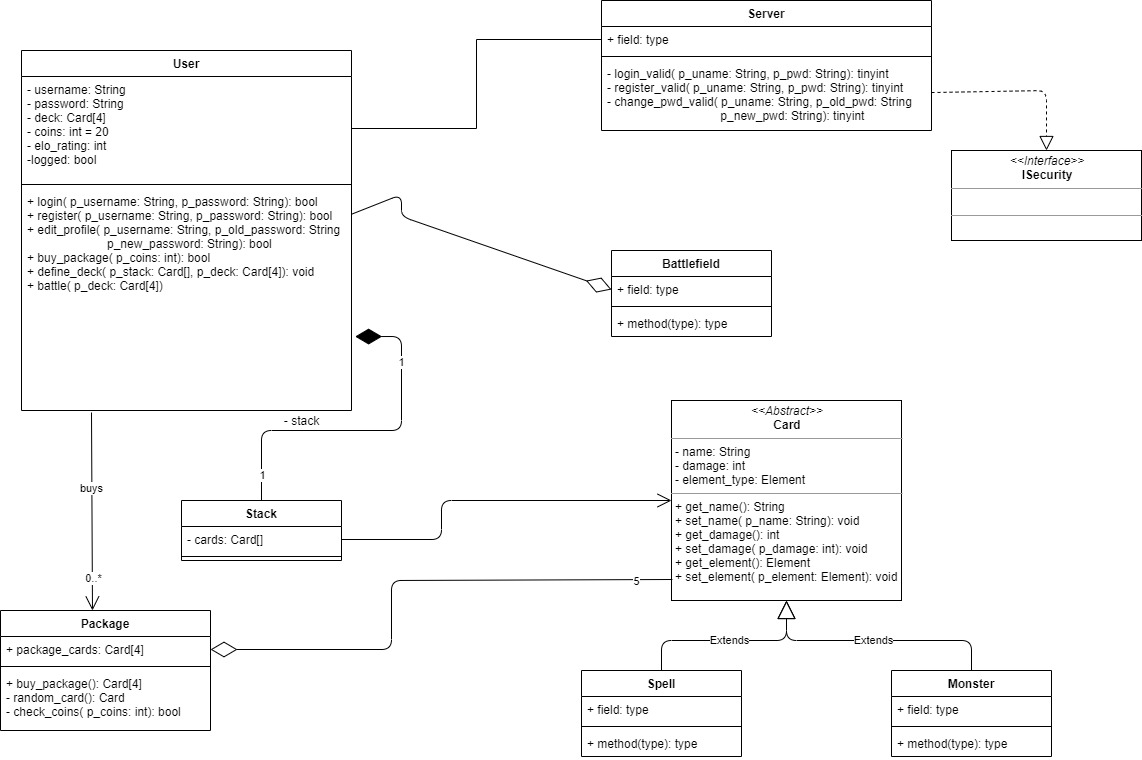 Server
+ field: type
- login_valid( p_uname: String, p_pwd: String): tinyint
- register_valid( p_uname: String, p_pwd: String): tinyint
- change_pwd_valid( p_uname: String, p_old_pwd: String
p_new_pwd: String): tinyint
User
- username: String
- password: String
- deck: Card[4]
- coins: int = 20
- elo_rating: int
-logged: bool
+ login( p_username: String, p_password: String): bool
+ register( p_username: String, p_password: String): bool
+ edit_profile( p_username: String, p_old_password: String
p_new_password: String): bool
+ buy_package( p_coins: int): bool
+ define_deck( p_stack: Card[], p_deck: Card[4]): void
+ battle( p_deck: Card[4])
<<Interface>>
ISecurity
Battlefield
+ field: type
+ method(type): type
1
- stack
1
buys
0..*
Stack
- cards: Card[]
<<Abstract>>
Card
- name: String
- damage: int
- element_type: Element
+ get_name(): String
+ set_name( p_name: String): void
+ get_damage(): int
+ set_damage( p_damage: int): void
+ get_element(): Element
+ set_element( p_element: Element): void
5
Package
+ package_cards: Card[4]
+ buy_package(): Card[4]
- random_card(): Card
- check_coins( p_coins: int): bool
Extends
Extends
Spell
+ field: type
+ method(type): type
Monster
+ field: type
+ method(type): type